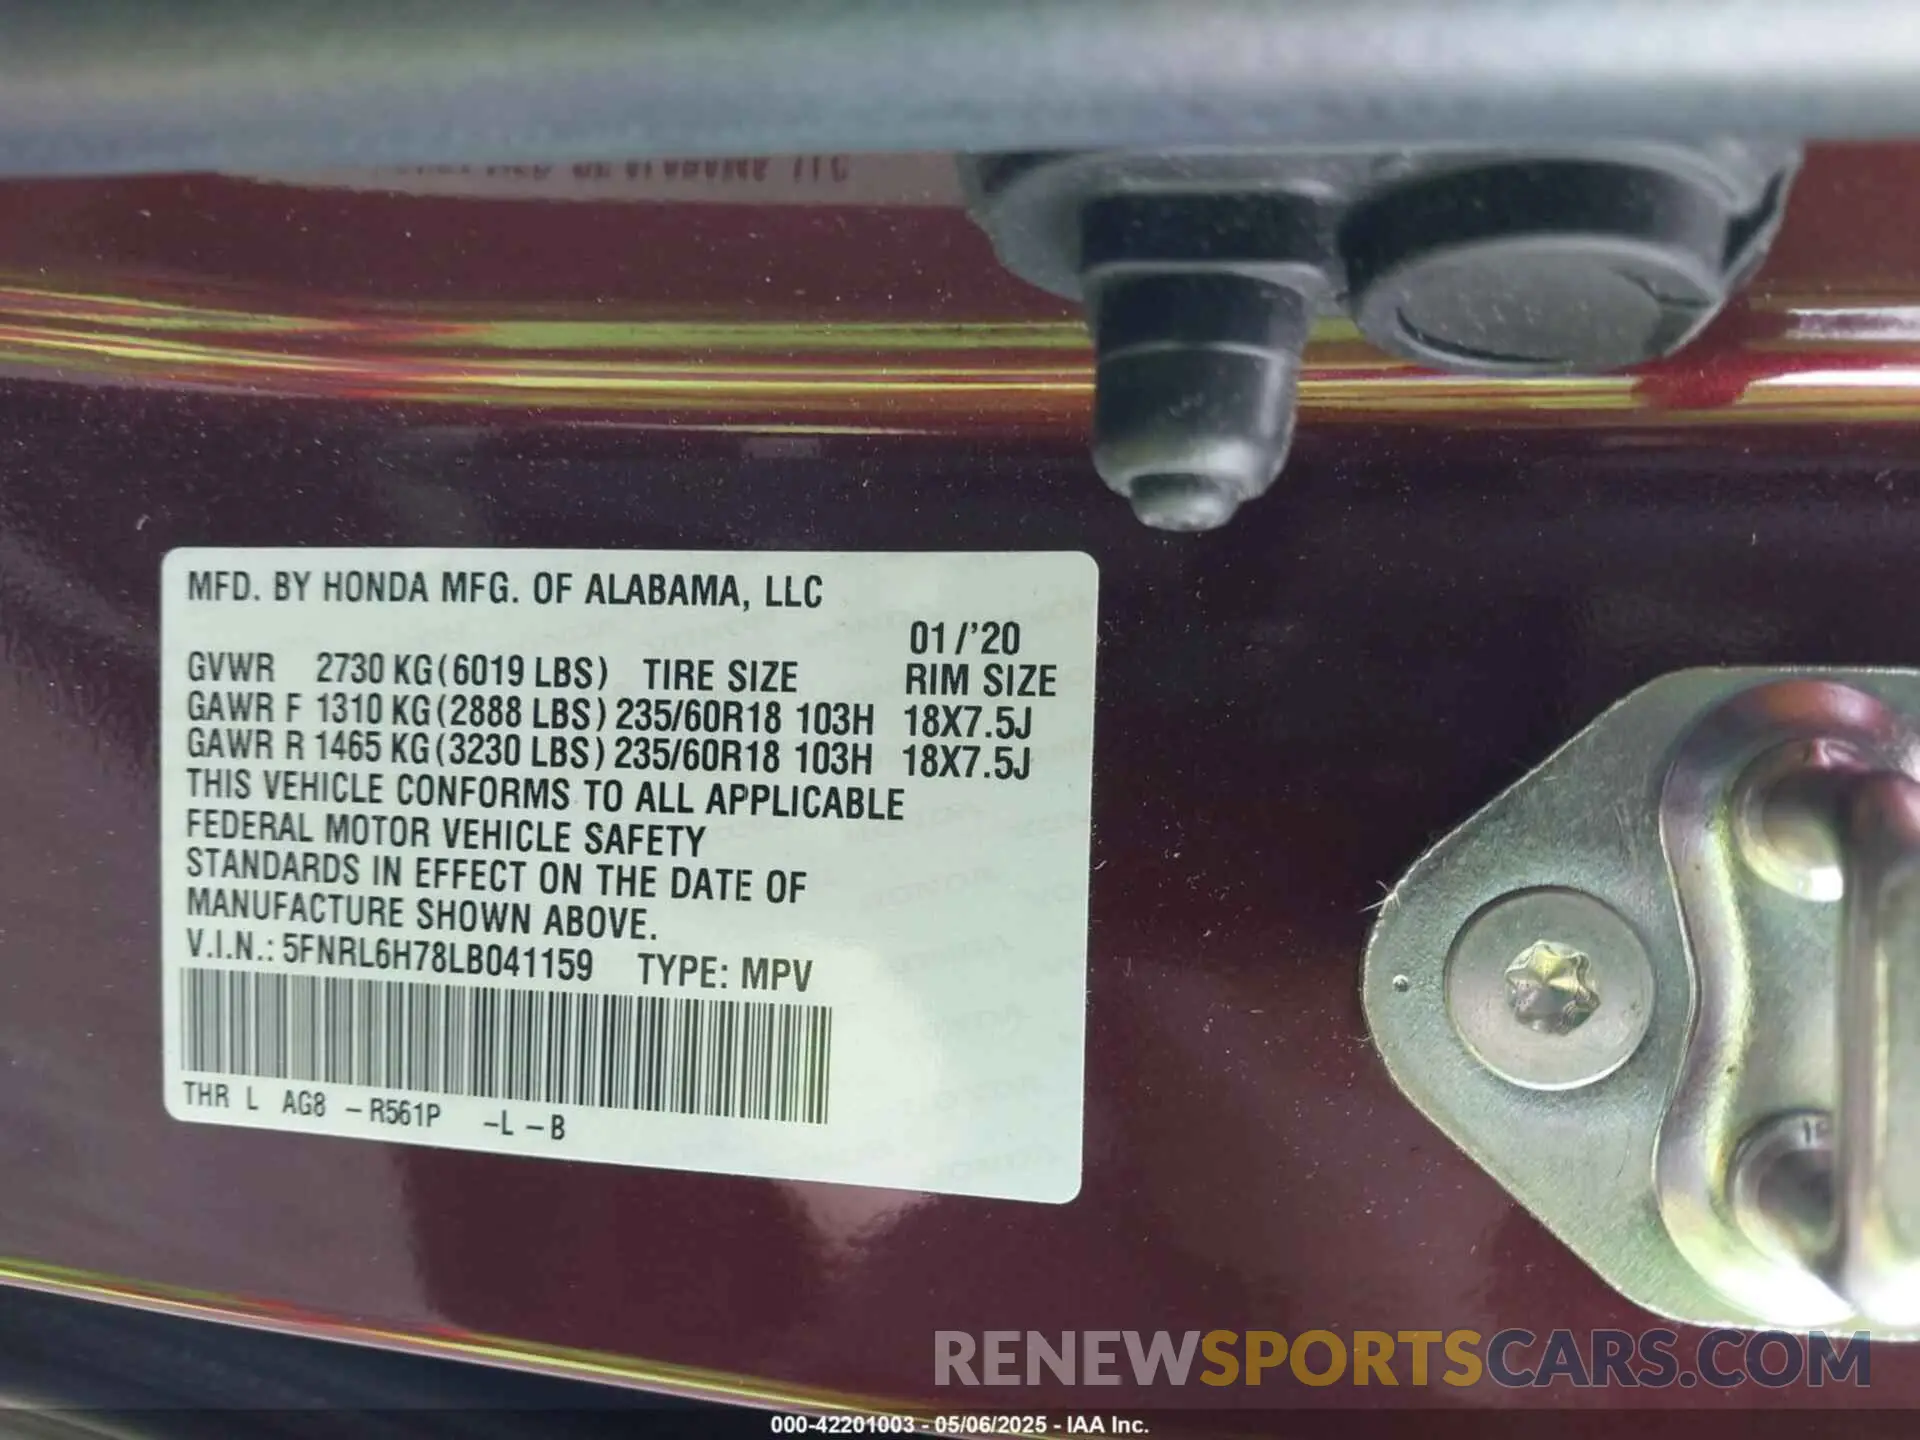 MFD. BY HONDA MFG. OF ALABAMA, LLC
01/'20
GVWR 2730 KG(6019 LBS) TIRE SIZE RIM SIZE
GAWR F 1310 KG(2888 LBS) 235/60R18 103H 18X7.5J
GAWR R 1465 KG(3230 LBS) 235/60R18 103H 18X7.5J
THIS VEHICLE CONFORMS TO ALL APPLICABLE
FEDERAL MOTOR VEHICLE SAFETY
STANDARDS IN EFFECT ON THE DATE OF
MANUFACTURE SHOWN ABOVE.
V.I.N.: 5FNRL6H78LB041159 TYPE: MPV
THR L AG8 -R561P -L -B
RENEWSPORTSCARS.COM
000-42201003 - 05/06/2025 - IAA Inc.